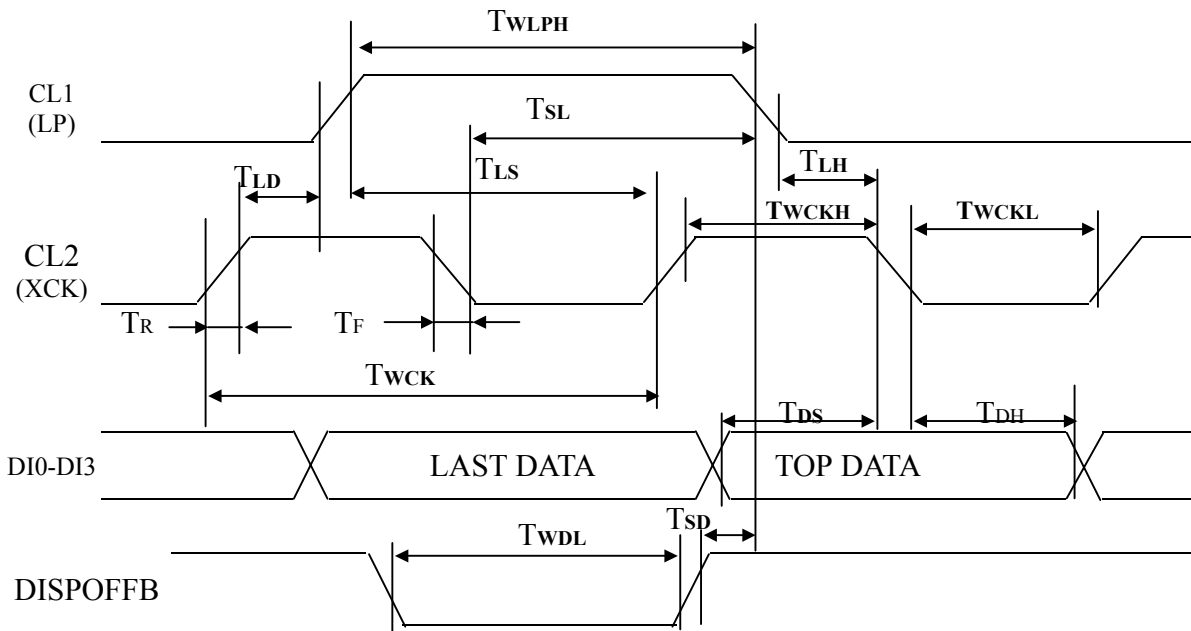 TWLPH
CL1
(LP)
TSL
TLH
TLS
TLD
TWCKH
TWCKL
CL2
(XCK)
TR
TF
TWCK
TDS
TDH
DI0-DI3
LAST DATA
TOP DATA
TSD
TWDL
DISPOFFB